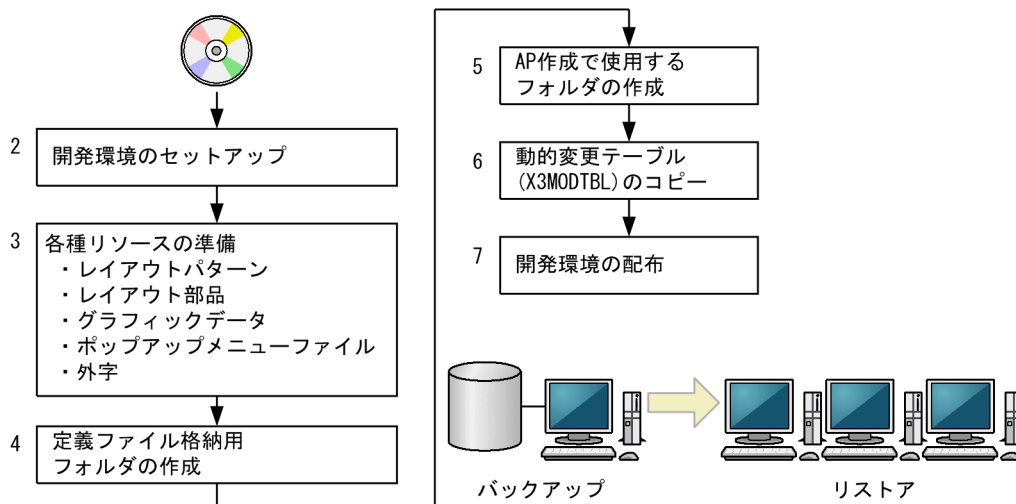 2
開発環境のセットアップ
3
各種リソースの準備
・レイアウトパターン
・レイアウト部品
・グラフィックデータ
・ポップアップメニューファイル
・外字
4
定義ファイル格納用
フォルダの作成
5
AP作成で使用する
フォルダの作成
6
動的変更テーブル
(X3MODTBL)のコピー
7
開発環境の配布
バックアップ
リストア